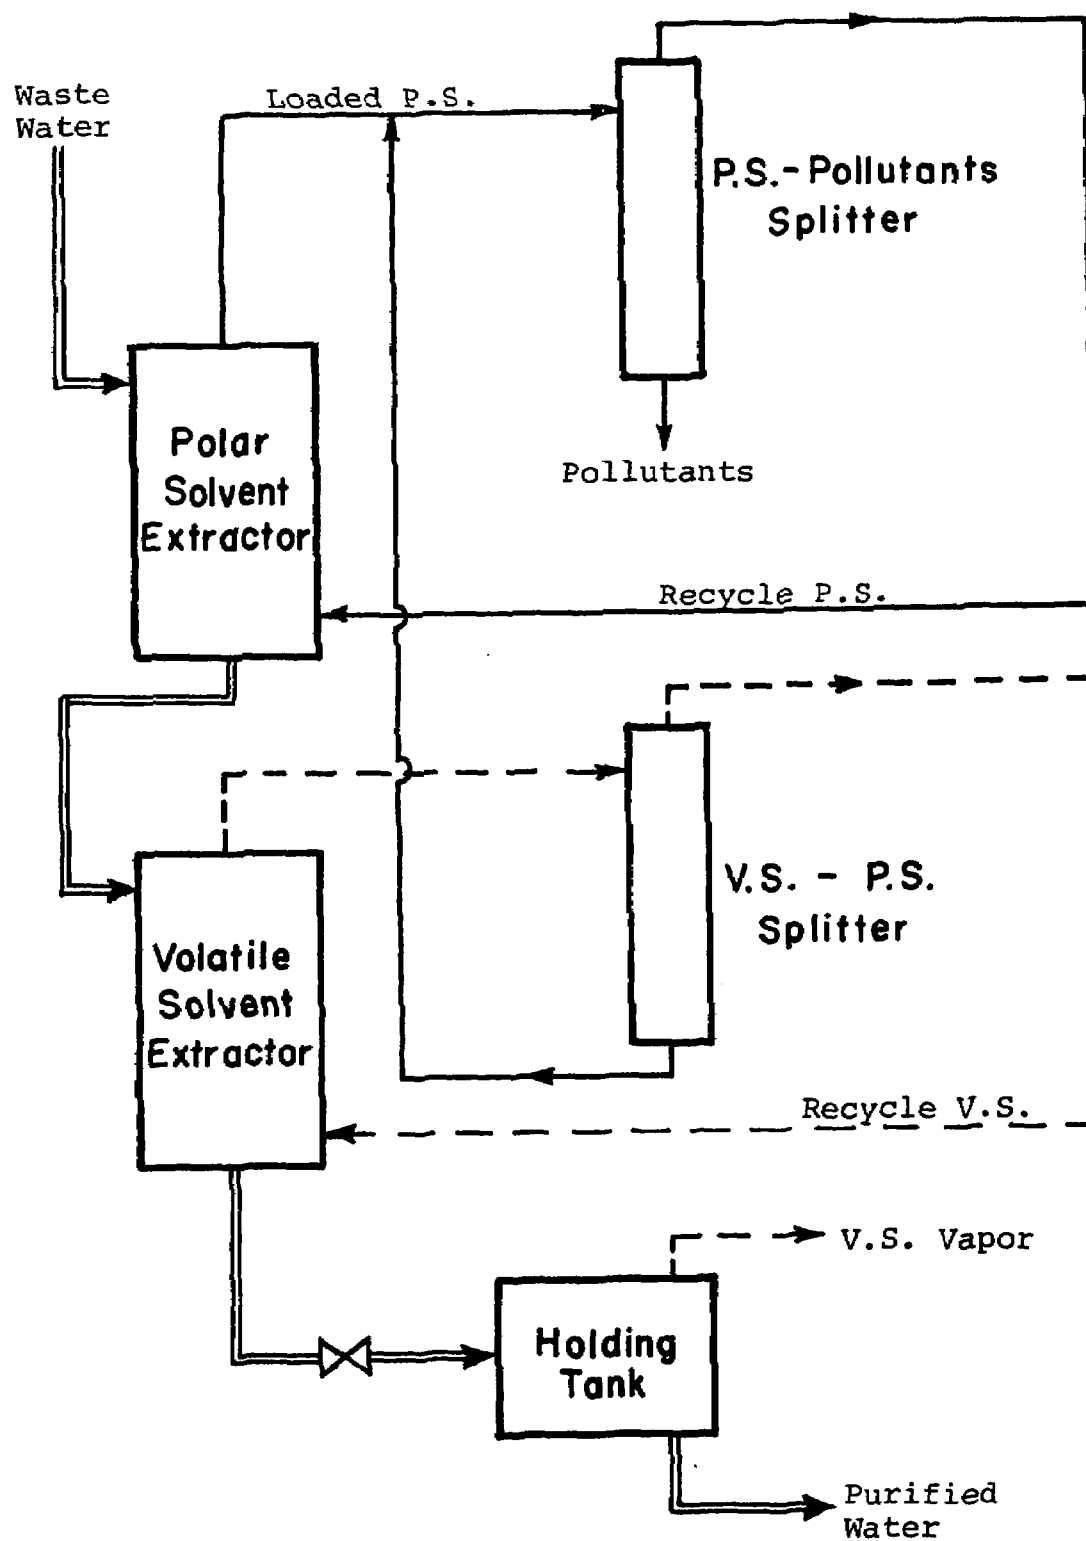 Waste
Water
Loaded P.S.
P.S.-Pollutants
Splitter
Pollutants
Polar
Solvent
Extractor
Recycle P.S.
V.S. - P.S.
Splitter
Volatile
Solvent
Extractor
Recycle V.S.
V.S. Vapor
Holding
Tank
Purified
Water